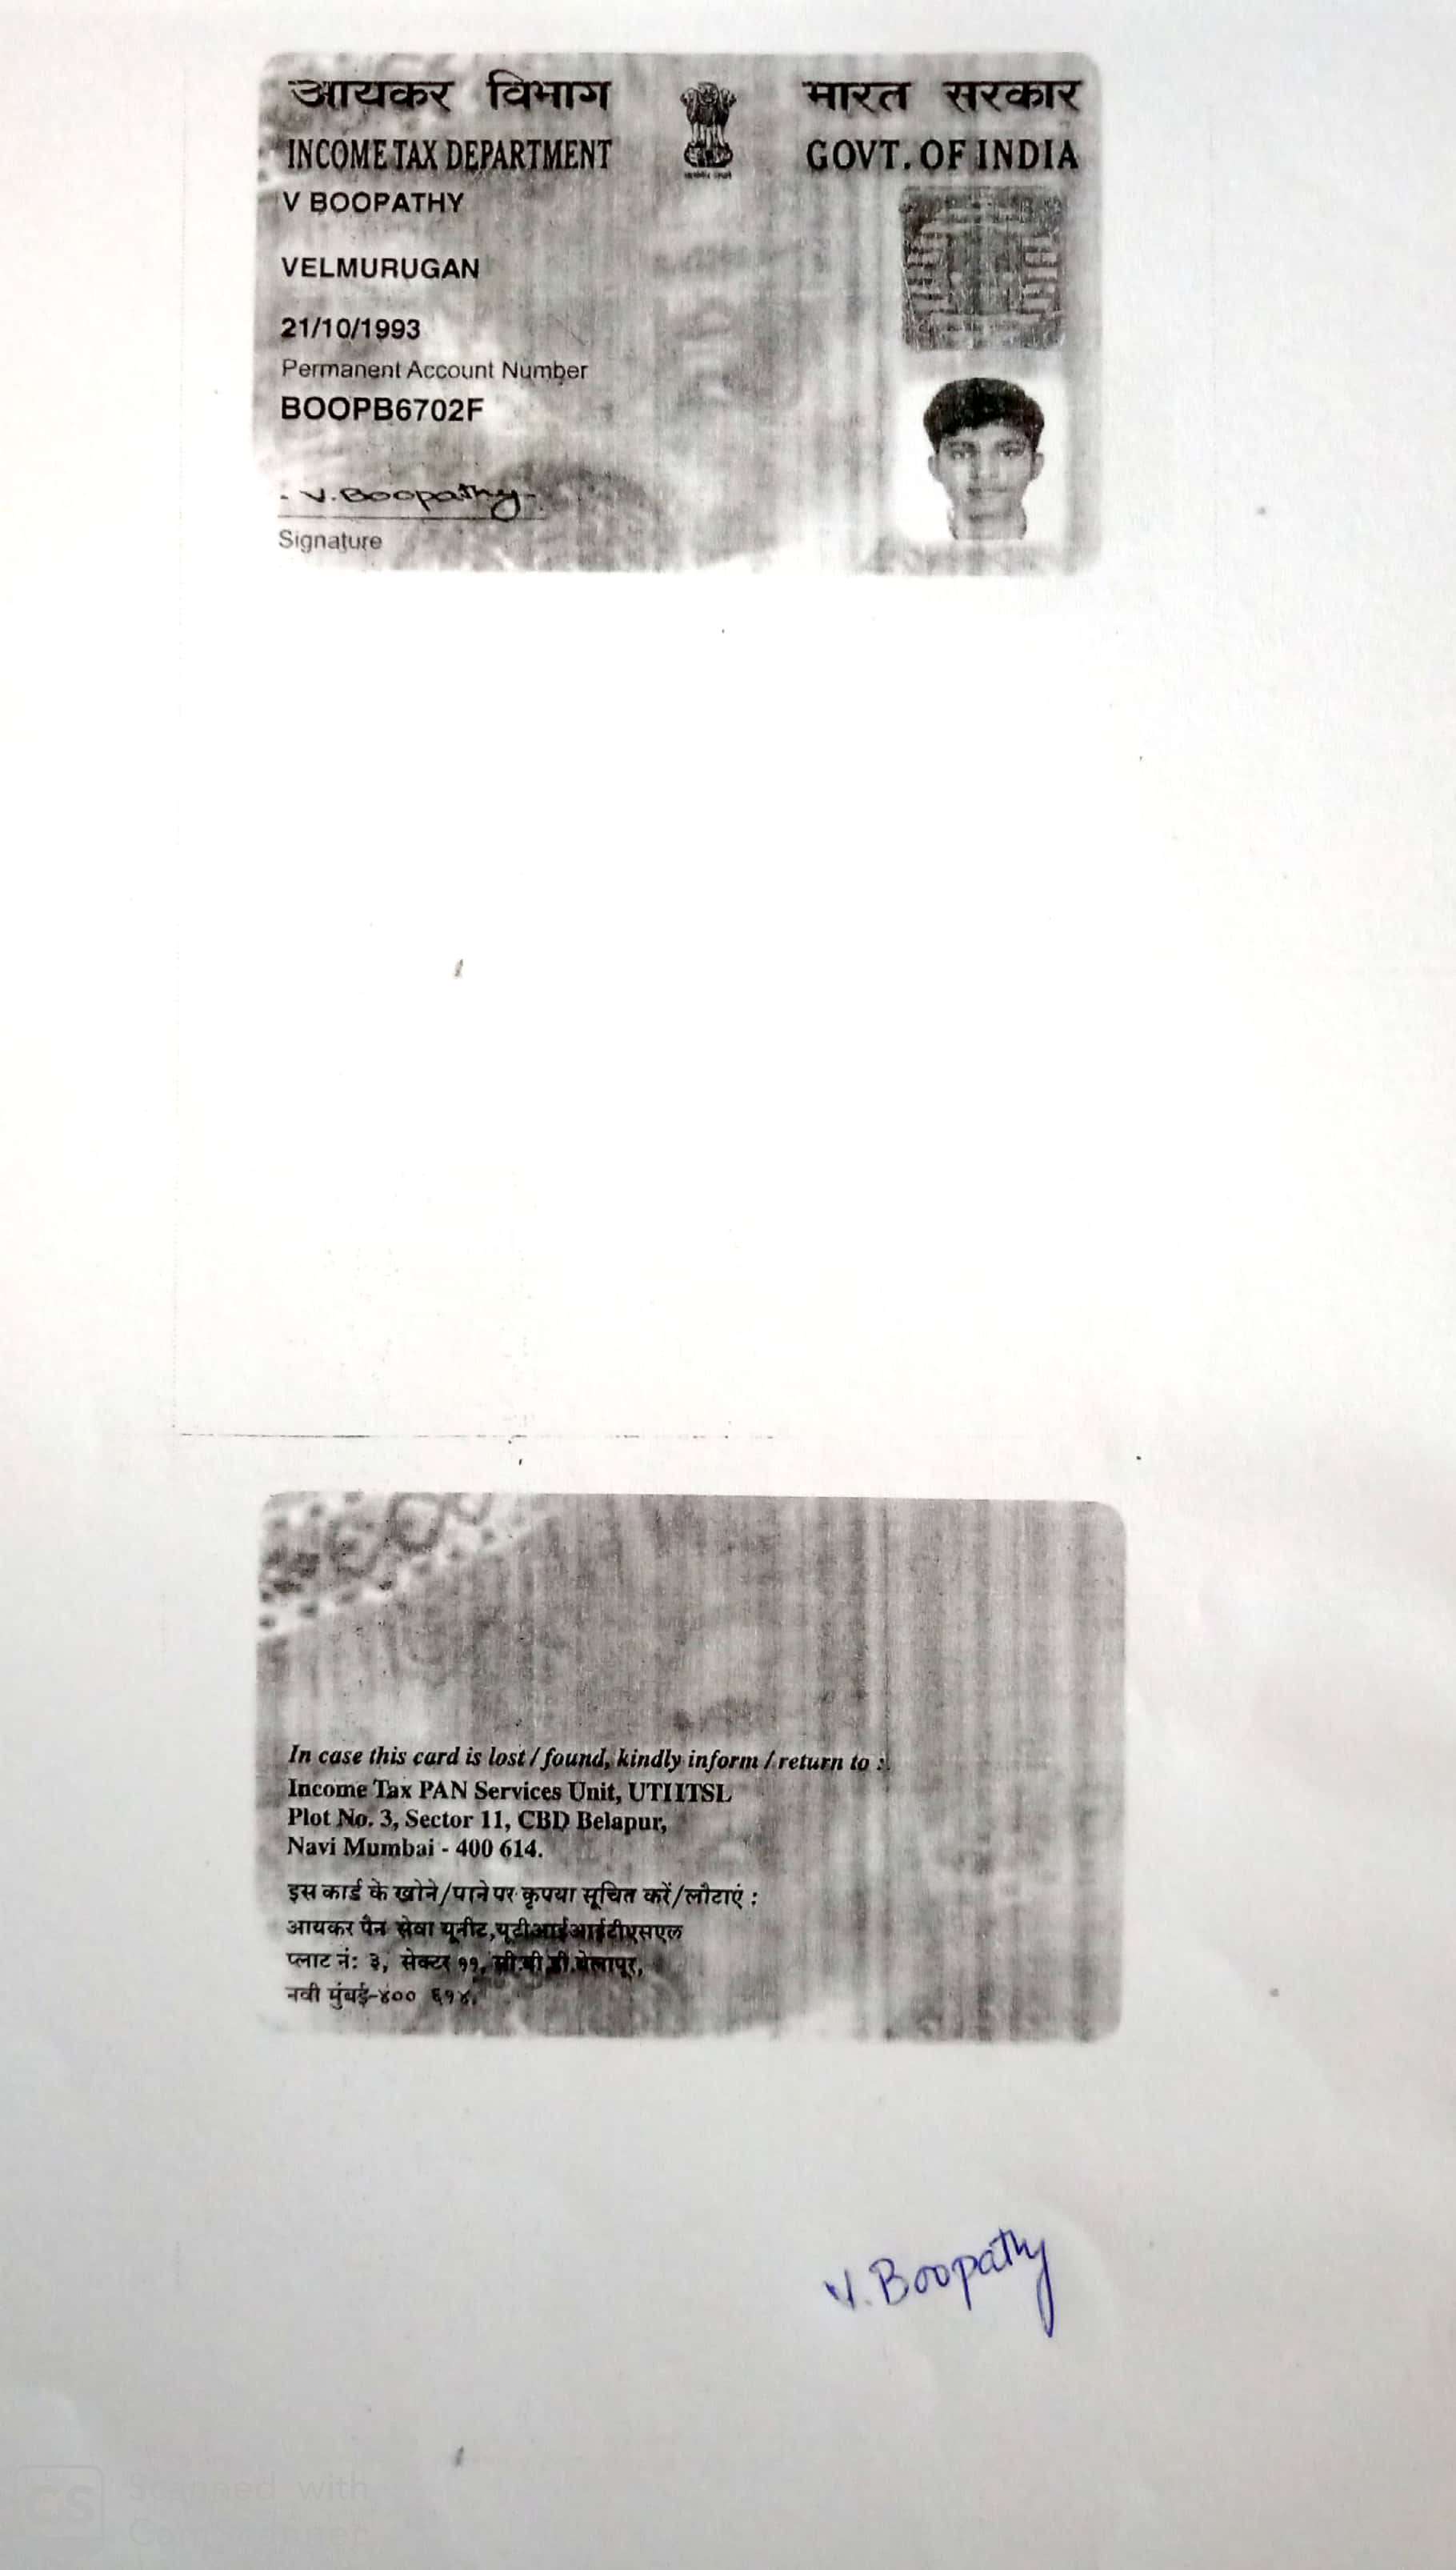 आयकर विभाग
INCOME TAX DEPARTMENT
भारत सरकार
GOVT. OF INDIA
V BOOPATHY
VELMURUGAN
21/10/1993
Permanent Account Number
BOOPB6702F
V. Boopathy
Signature
In case this card is lost / found, kindly inform / return to :
Income Tax PAN Services Unit, UTIITSL
Plot No. 3, Sector 11, CBD Belapur,
Navi Mumbai - 400 614.
इस कार्ड के खोने/पाने पर कृपया सूचित करें/लौटाएं :
आयकर पैन सेवा यूनीट, यूटीआईआईटीएसएल
प्लाट नं: ३, सेक्टर ११, सी.बी.डी.बेलापूर,
नवी मुंबई-४०० ६१४.
V. Boopathy
CS
Scanned with
CamScanner